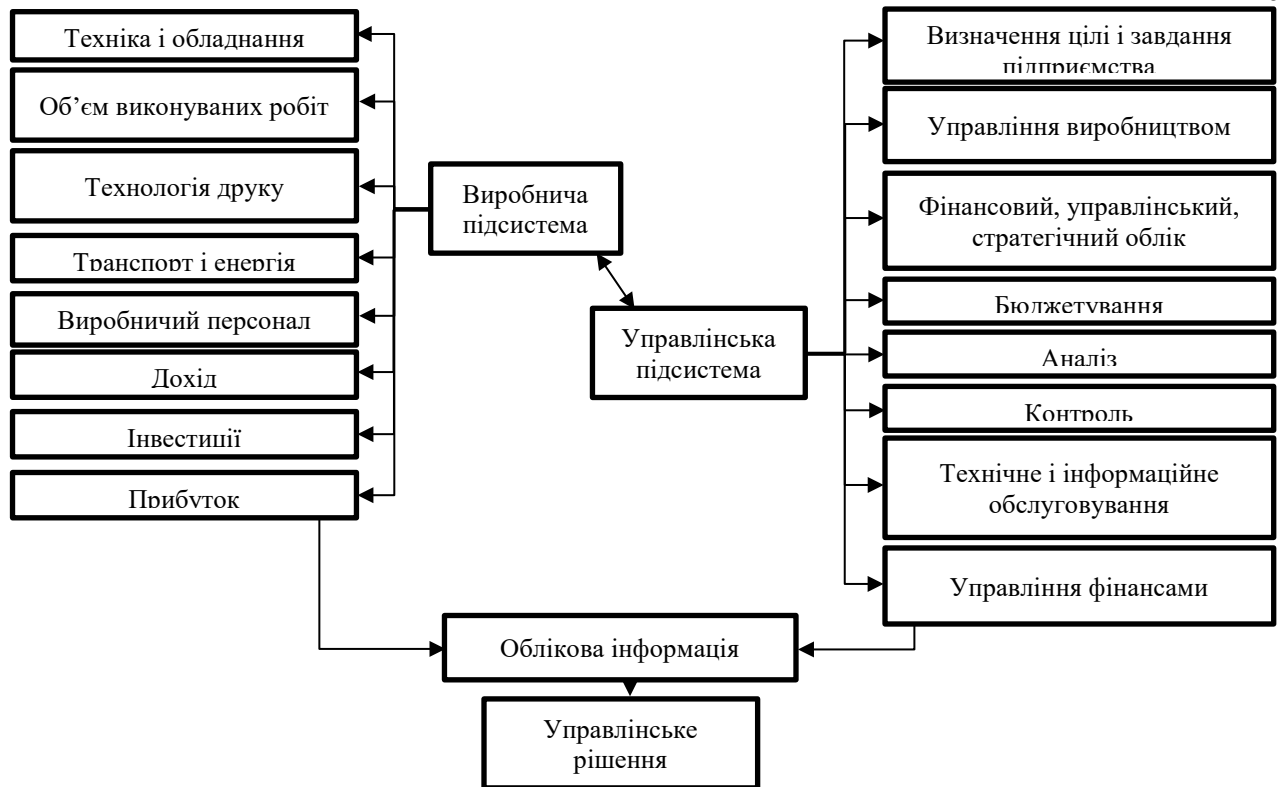 Техніка і обладнання
Об’єм виконуваних робіт
Технологія друку
Транспорт і енергія
Виробничий персонал
Дохід
Інвестиції
Прибуток
Виробнича
підсистема
Управлінська
підсистема
Визначення цілі і завдання
підприємства
Управління виробництвом
Фінансовий, управлінський,
стратегічний облік
Бюджетування
Аналіз
Контроль
Технічне і інформаційне
обслуговування
Управління фінансами
Облікова інформація
Управлінське
рішення